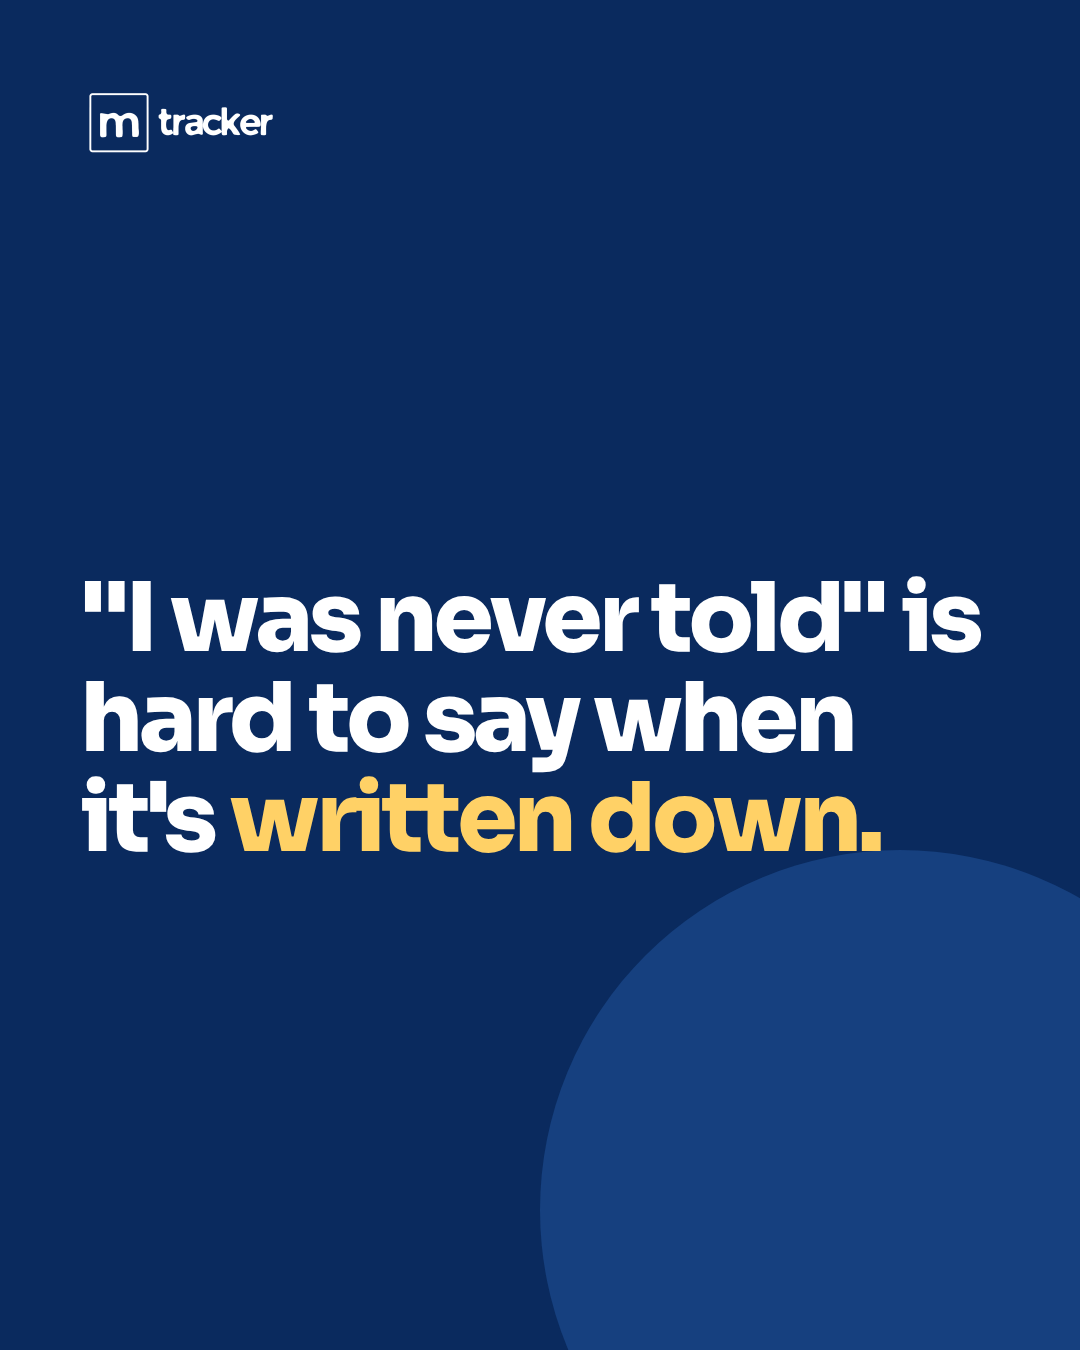 m tracker
"I was never told" is
hard to say when
it's written down.